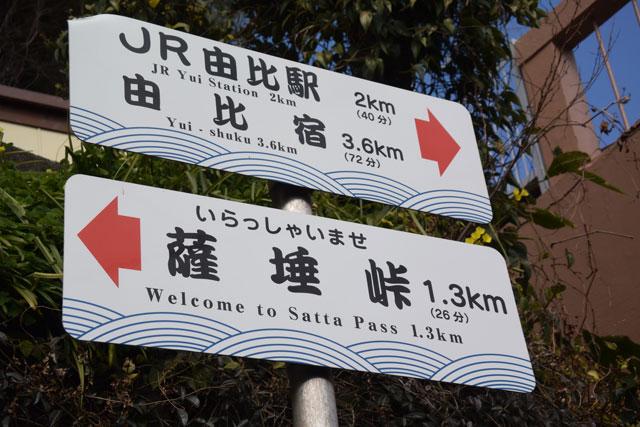 JR由比駅 2km
JR Yui Station 2km (40分)
由比宿 3.6km
Yui - shuku 3.6km (72分)
いらっしゃいませ
薩埵峠 1.3km
(26分)
Welcome to Satta Pass 1.3km